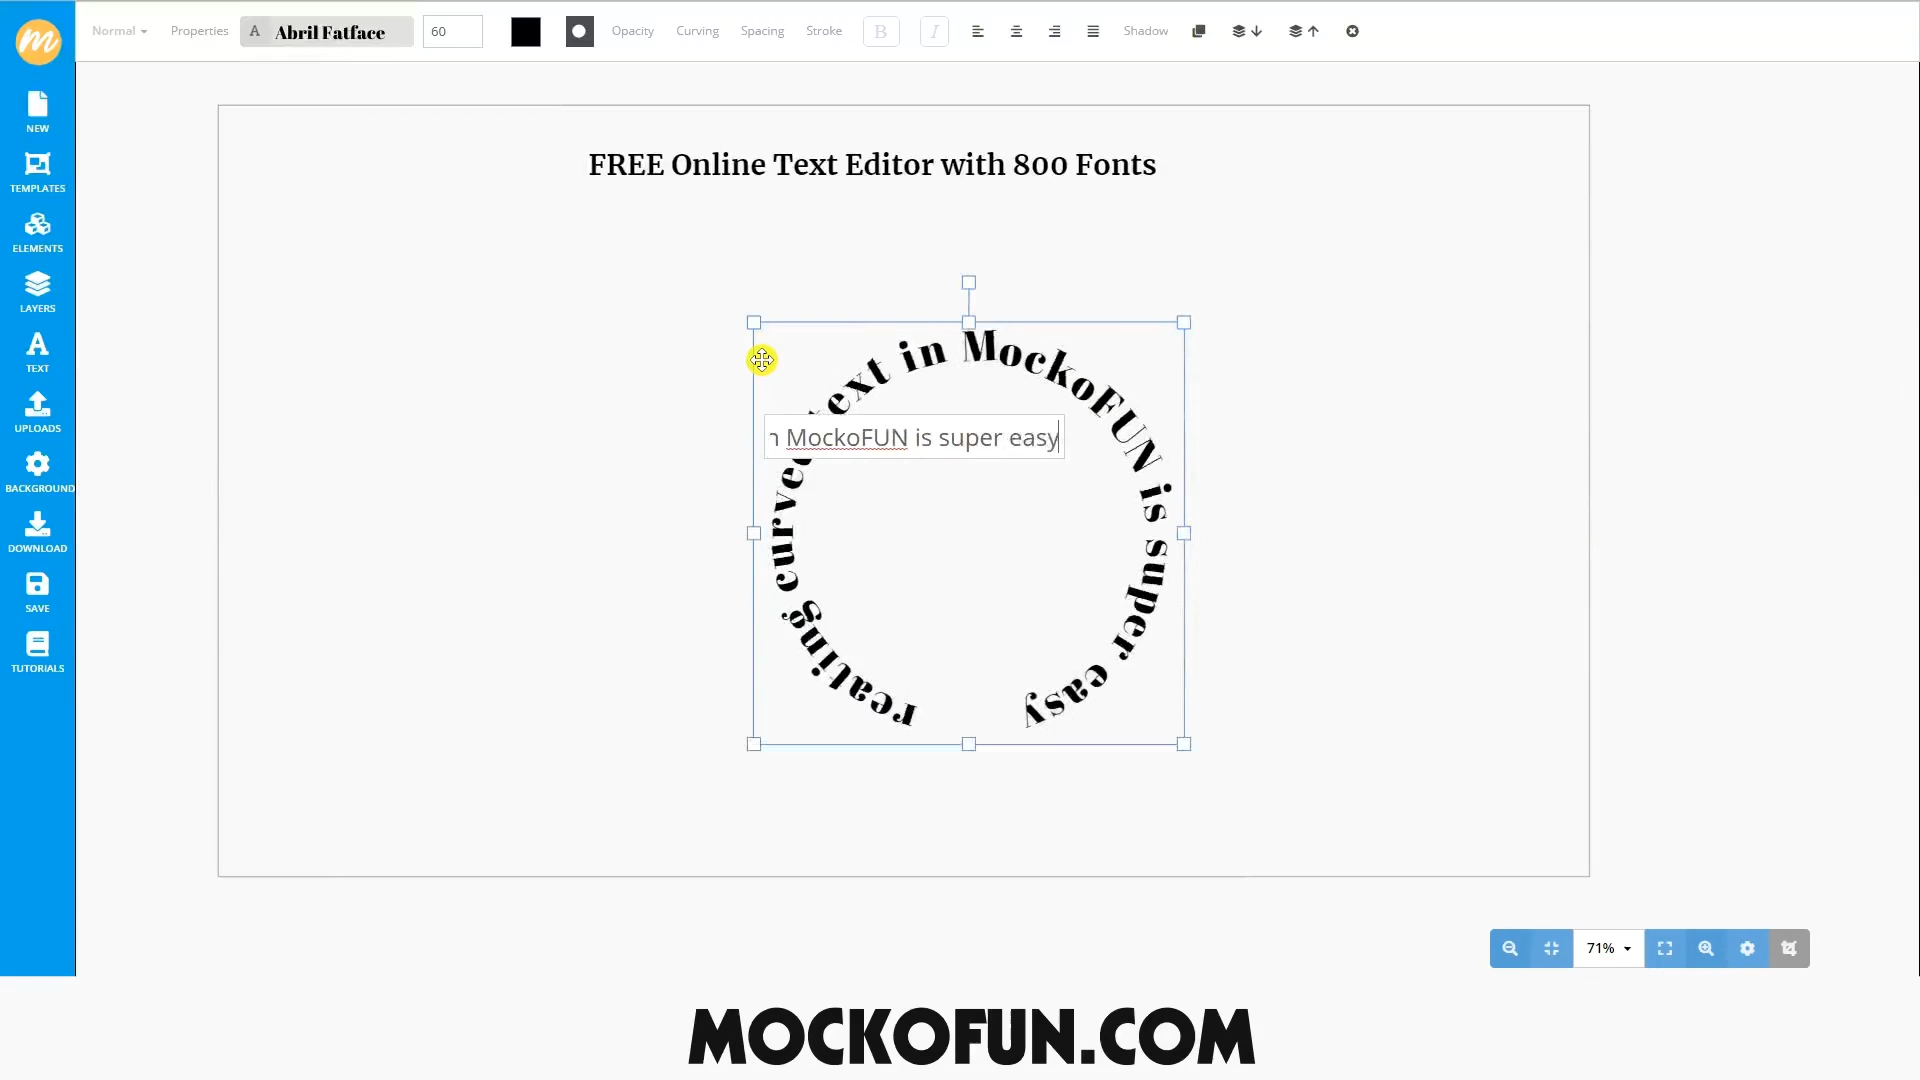 Normal Properties A Abril Fatface 60 Opacity Curving Spacing Stroke B I Shadow
m
NEW
TEMPLATES
ELEMENTS
LAYERS
A
TEXT
UPLOADS
BACKGROUND
DOWNLOAD
SAVE
TUTORIALS
FREE Online Text Editor with 800 Fonts
reating curved text in MockoFUN is super easy
n MockoFUN is super easy
71%
MOCKOFUN.COM